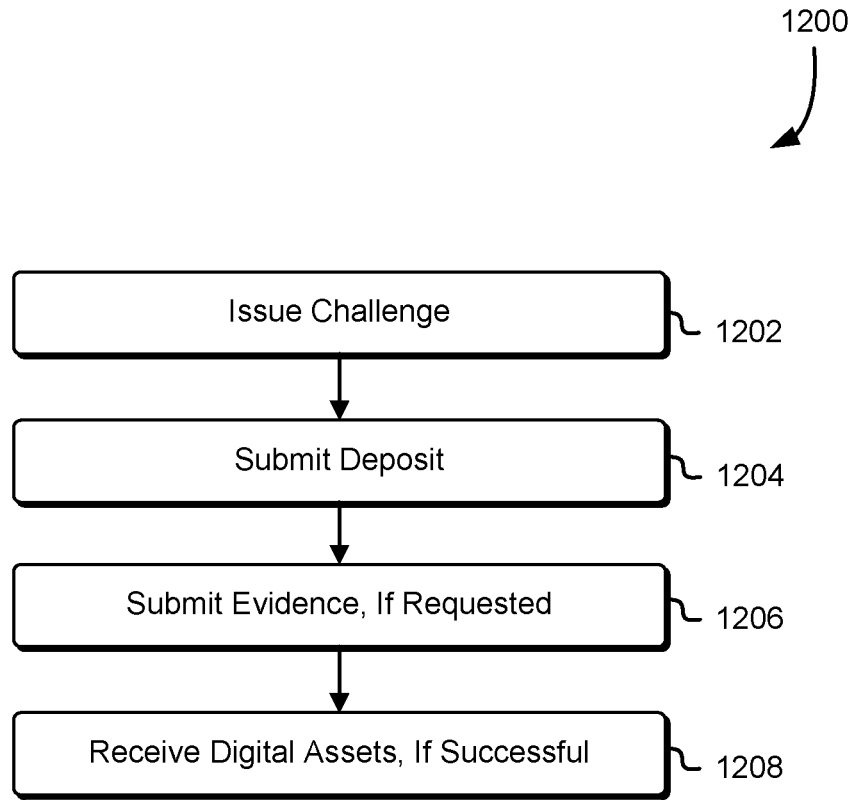 1200
Issue Challenge
1202
Submit Deposit
1204
Submit Evidence, If Requested
1206
Receive Digital Assets, If Successful
1208